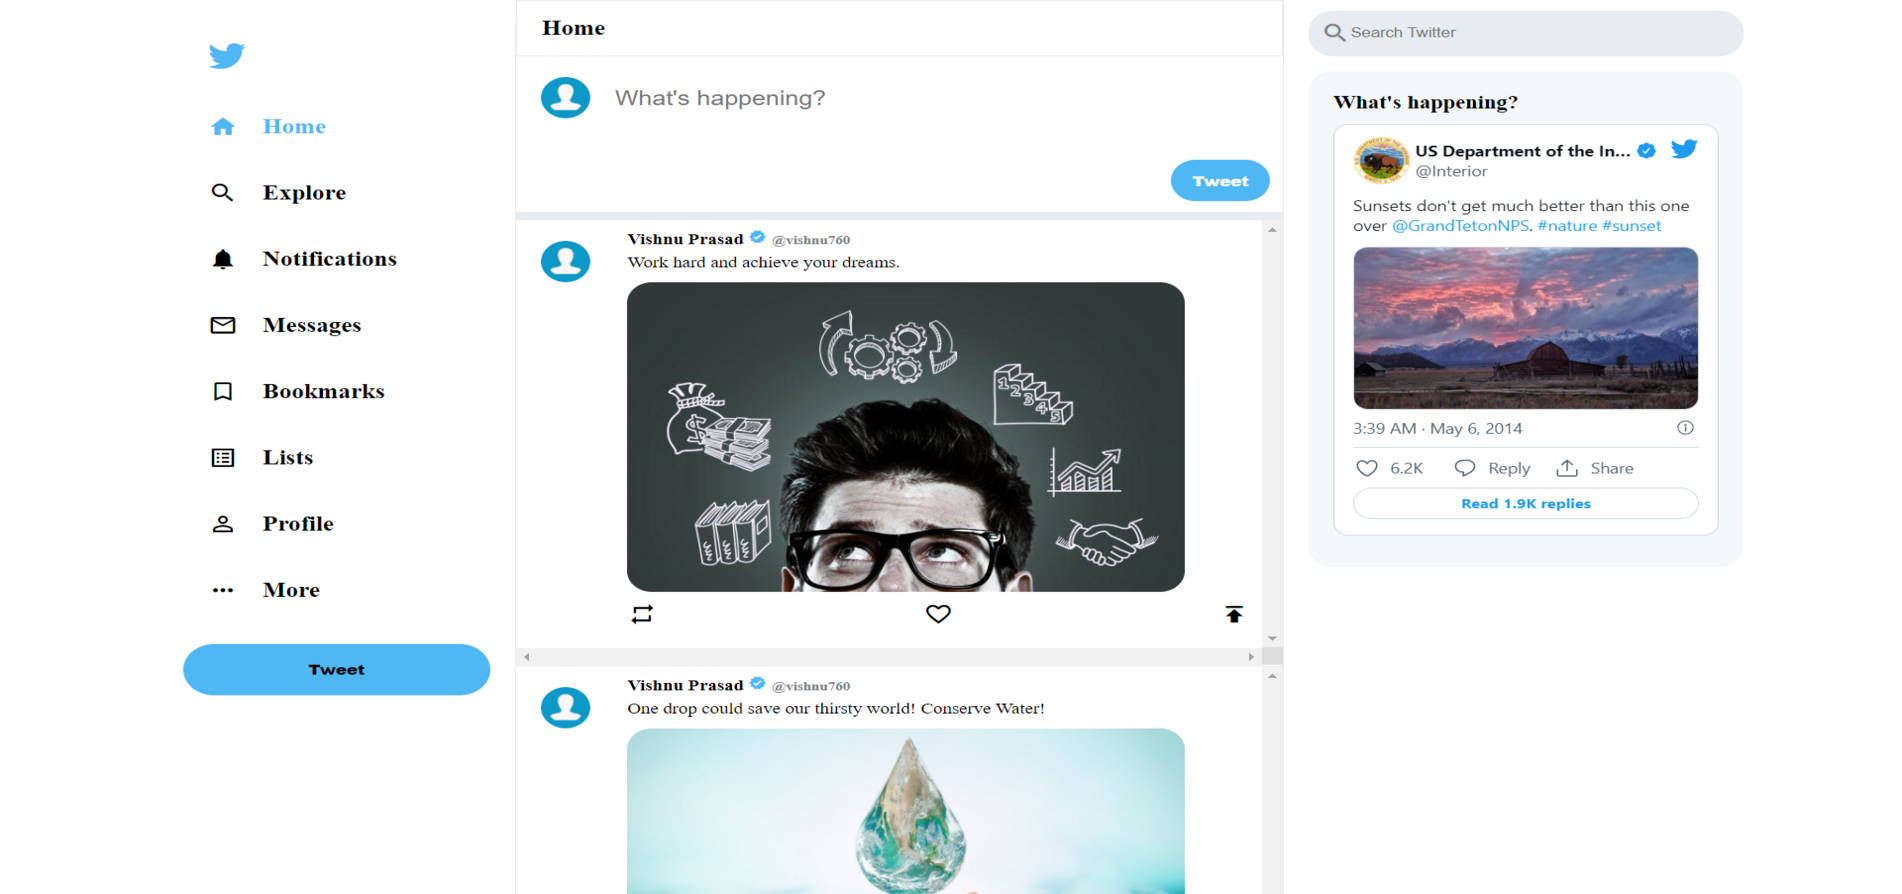 Home
Explore
Notifications
Messages
Bookmarks
Lists
Profile
More
Tweet
Home
What's happening?
Tweet
Vishnu Prasad @vishnu760
Work hard and achieve your dreams.
1
2
3
4
5
$
Vishnu Prasad @vishnu760
One drop could save our thirsty world! Conserve Water!
Search Twitter
What's happening?
US Department of the In...
@Interior
Sunsets don't get much better than this one
over @GrandTetonNPS. #nature #sunset
3:39 AM · May 6, 2014
6.2K Reply Share
Read 1.9K replies